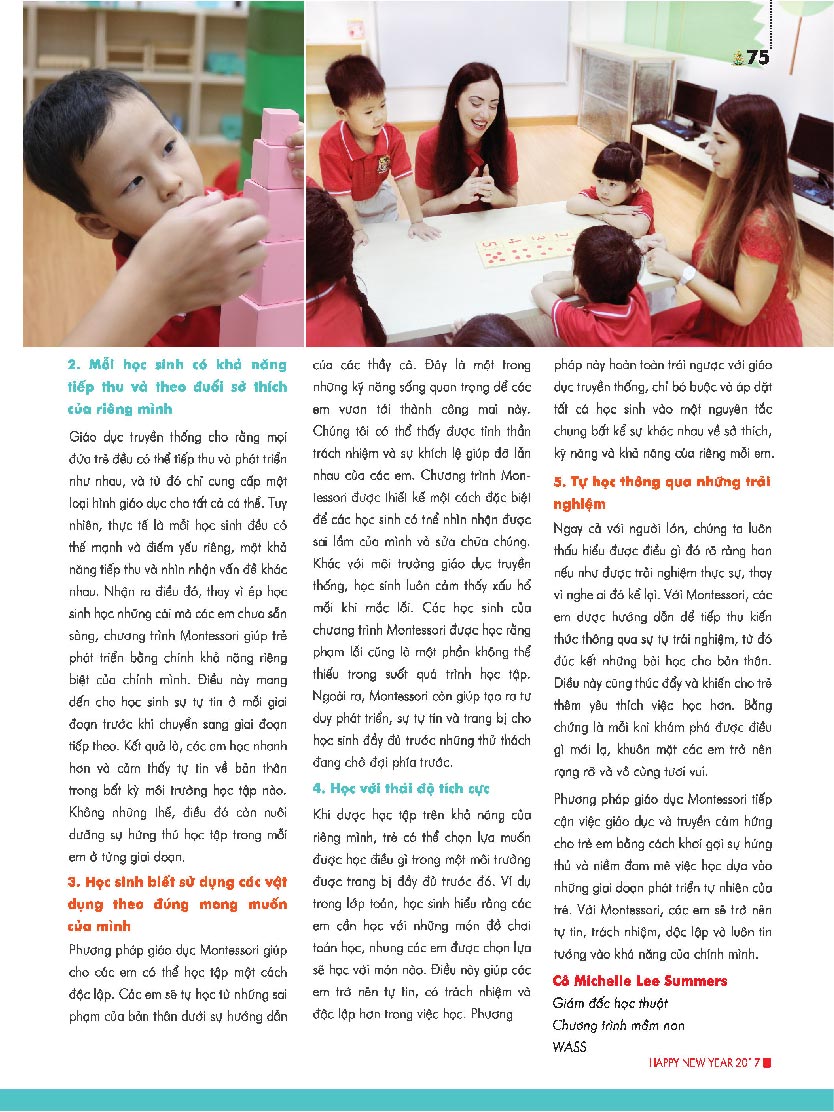 75
2. Mỗi học sinh có khả năng
tiếp thu và theo đuổi sở thích
của riêng mình
Giáo dục truyền thống cho rằng mọi
đứa trẻ đều có thể tiếp thu và phát triển
như nhau, và từ đó chỉ cung cấp một
loại hình giáo dục cho tất cả cá thể. Tuy
nhiên, thực tế là mỗi học sinh đều có
thế mạnh và điểm yếu riêng, một khả
năng tiếp thu và nhìn nhận vấn đề khác
nhau. Nhận ra điều đó, thay vì ép học
sinh học những cái mà các em chưa sẵn
sàng, chương trình Montessori giúp trẻ
phát triển bằng chính khả năng riêng
biệt của chính mình. Điều này mang
đến cho học sinh sự tự tin ở mỗi giai
đoạn trước khi chuyển sang giai đoạn
tiếp theo. Kết quả là, các em học nhanh
hơn và cảm thấy tự tin về bản thân
trong bất kỳ môi trường học tập nào.
Không những thế, điều đó còn nuôi
dưỡng sự hứng thú học tập trong mỗi
em ở từng giai đoạn.
3. Học sinh biết sử dụng các vật
dụng theo đúng mong muốn
của mình
Phương pháp giáo dục Montessori giúp
cho các em có thể học tập một cách
độc lập. Các em sẽ tự học từ những sai
phạm của bản thân dưới sự hướng dẫn
của các thầy cô. Đây là một trong
những kỹ năng sống quan trọng để các
em vươn tới thành công mai này.
Chúng tôi có thể thấy được tinh thần
trách nhiệm và sự khích lệ giúp đỡ lẫn
nhau của các em. Chương trình Mon-
tessori được thiết kế một cách đặc biệt
để các học sinh có thể nhìn nhận được
sai lầm của mình và sửa chữa chúng.
Khác với môi trường giáo dục truyền
thống, học sinh luôn cảm thấy xấu hổ
mỗi khi mắc lỗi. Các học sinh của
chương trình Montessori được học rằng
phạm lỗi cũng là một phần không thể
thiếu trong suốt quá trình học tập.
Ngoài ra, Montessori còn giúp tạo ra tư
duy phát triển, sự tự tin và trang bị cho
học sinh đầy đủ trước những thử thách
đang chờ đợi phía trước.
4. Học với thái độ tích cực
Khi được học tập trên khả năng của
riêng mình, trẻ có thể chọn lựa muốn
được học điều gì trong một môi trường
được trang bị đầy đủ trước đó. Ví dụ
trong lớp toán, học sinh hiểu rằng các
em cần học với những món đồ chơi
toán học, nhưng các em được chọn lựa
sẽ học với món nào. Điều này giúp các
em trở nên tự tin, có trách nhiệm và
độc lập hơn trong việc học. Phương
pháp này hoàn toàn trái ngược với giáo
dục truyền thống, chỉ bó buộc và áp đặt
tất cả học sinh vào một nguyên tắc
chung bất kể sự khác nhau về sở thích,
kỹ năng và khả năng của riêng mỗi em.
5. Tự học thông qua những trải
nghiệm
Ngay cả với người lớn, chúng ta luôn
thấu hiểu được điều gì đó rõ ràng hơn
nếu như được trải nghiệm thực sự, thay
vì nghe ai đó kể lại. Với Montessori, các
em được hướng dẫn để tiếp thu kiến
thức thông qua sự tự trải nghiệm, từ đó
đúc kết những bài học cho bản thân.
Điều này cũng thúc đẩy và khiến cho trẻ
thêm yêu thích việc học hơn. Bằng
chứng là mỗi khi khám phá được điều
gì mới lạ, khuôn mặt các em trở nên
rạng rỡ và vô cùng tươi vui.
Phương pháp giáo dục Montessori tiếp
cận việc giáo dục và truyền cảm hứng
cho trẻ em bằng cách khơi gợi sự hứng
thú và niềm đam mê việc học dựa vào
những giai đoạn phát triển tự nhiên của
trẻ. Với Montessori, các em sẽ trở nên
tự tin, trách nhiệm, độc lập và luôn tin
tưởng vào khả năng của chính mình.
Cô Michelle Lee Summers
Giám đốc học thuật
Chương trình mầm non
WASS
HAPPY NEW YEAR 2017